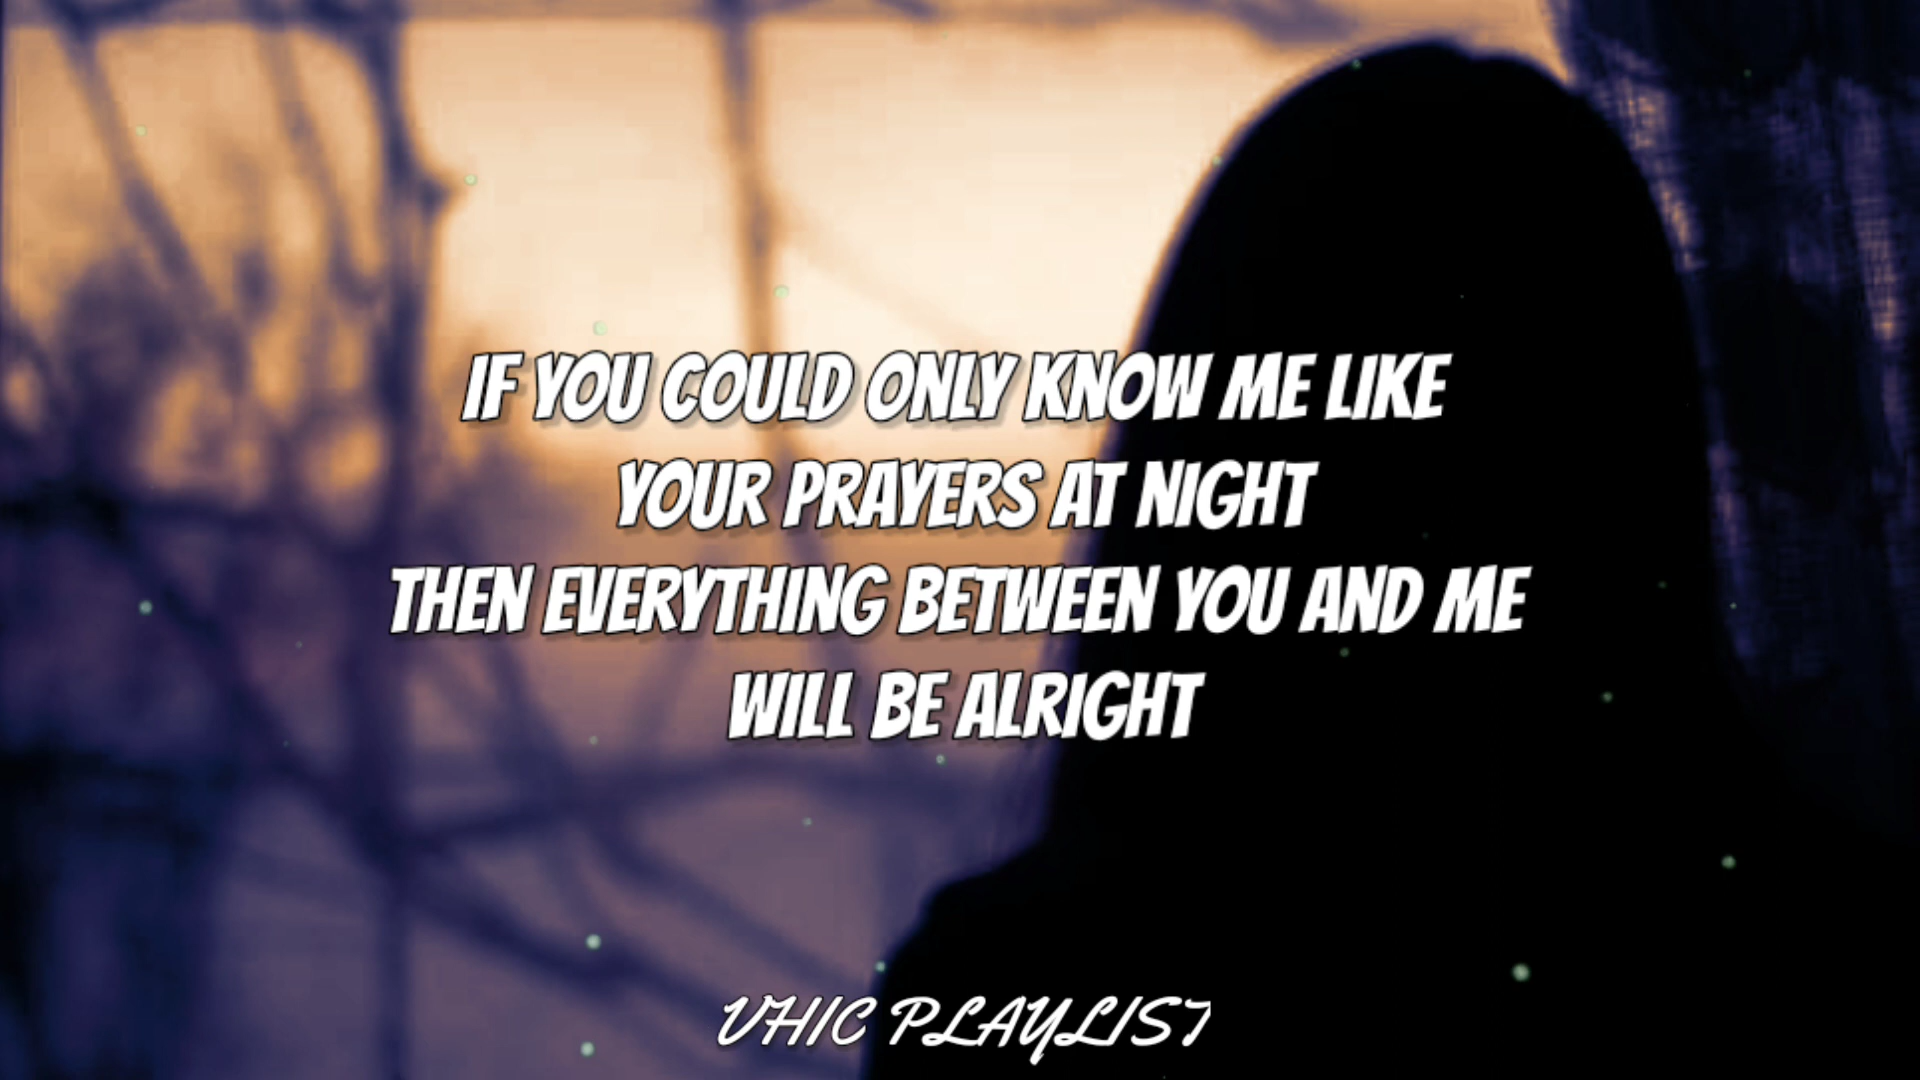 IF YOU COULD ONLY KNOW ME LIKE
YOUR PRAYERS AT NIGHT
THEN EVERYTHING BETWEEN YOU AND ME
WILL BE ALRIGHT
VHIC PLAYLIST